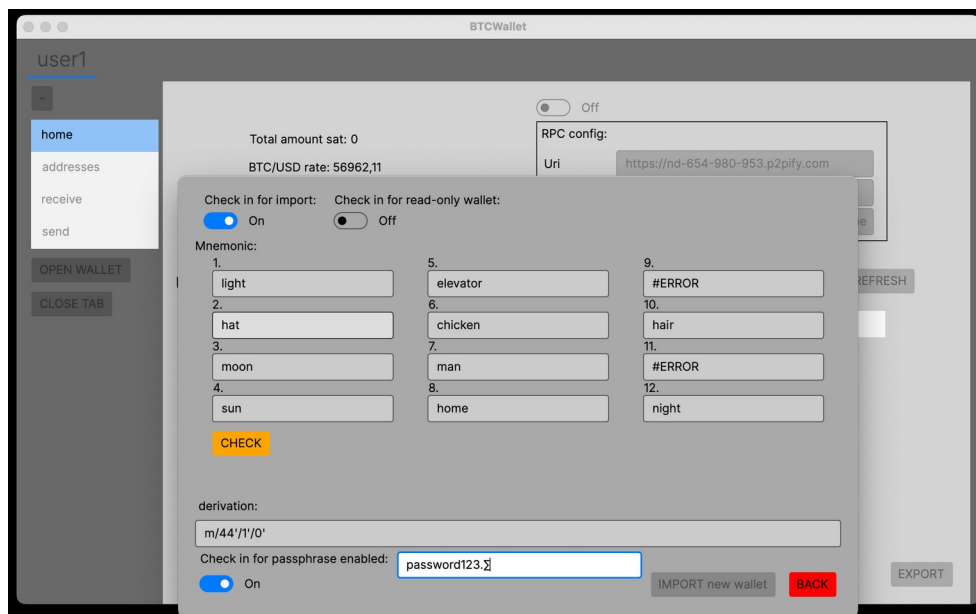 BTCWallet
user1
-
home
addresses
receive
send
OPEN WALLET
CLOSE TAB
Off
Total amount sat: 0
BTC/USD rate: 56962,11
RPC config:
Uri https://nd-654-980-953.p2pify.com
REFRESH
Check in for import: Check in for read-only wallet:
On Off
Mnemonic:
1. 5. 9.
light elevator #ERROR
2. 6. 10.
hat chicken hair
3. 7. 11.
moon man #ERROR
4. 8. 12.
sun home night
CHECK
derivation:
m/44'/1'/0'
Check in for passphrase enabled: password123.∑
On IMPORT new wallet BACK
EXPORT